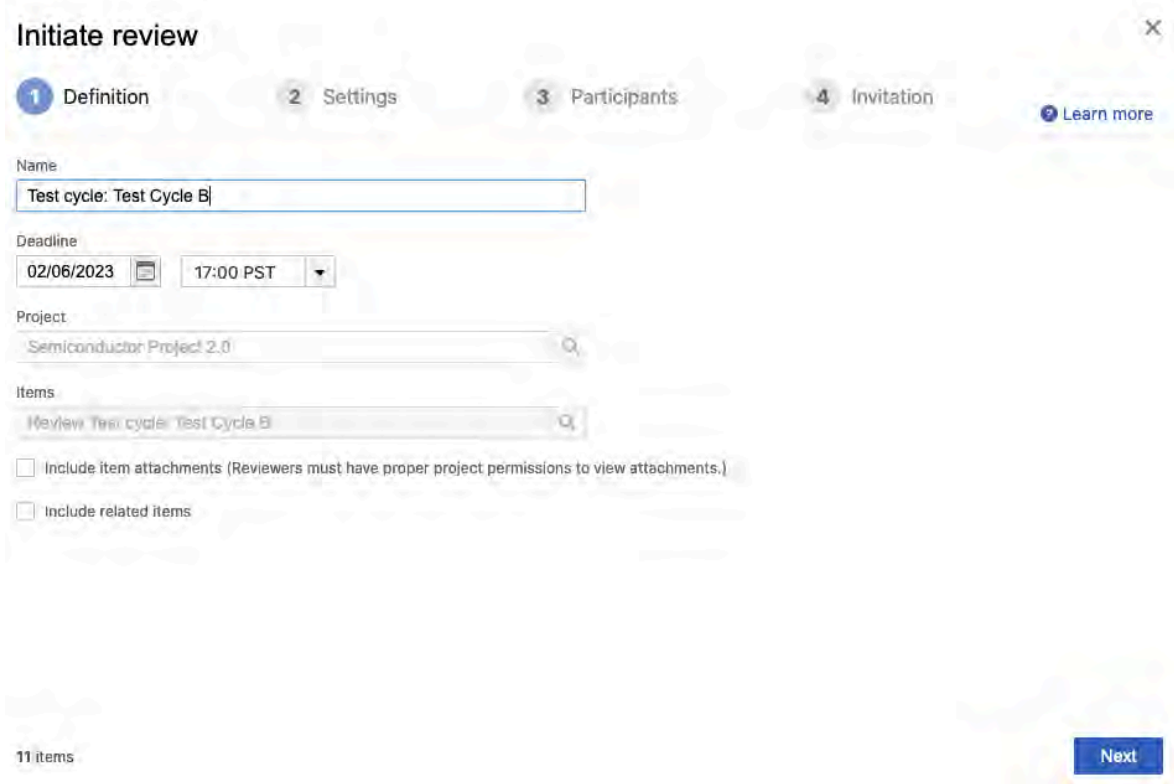 Initiate review
1 Definition 2 Settings 3 Participants 4 Invitation
? Learn more
Name
Test cycle: Test Cycle B
Deadline
02/06/2023 17:00 PST
Project
Semiconductor Project 2.0
Items
Review Test cycle: Test Cycle B
Include item attachments (Reviewers must have proper project permissions to view attachments.)
Include related items
11 items
Next